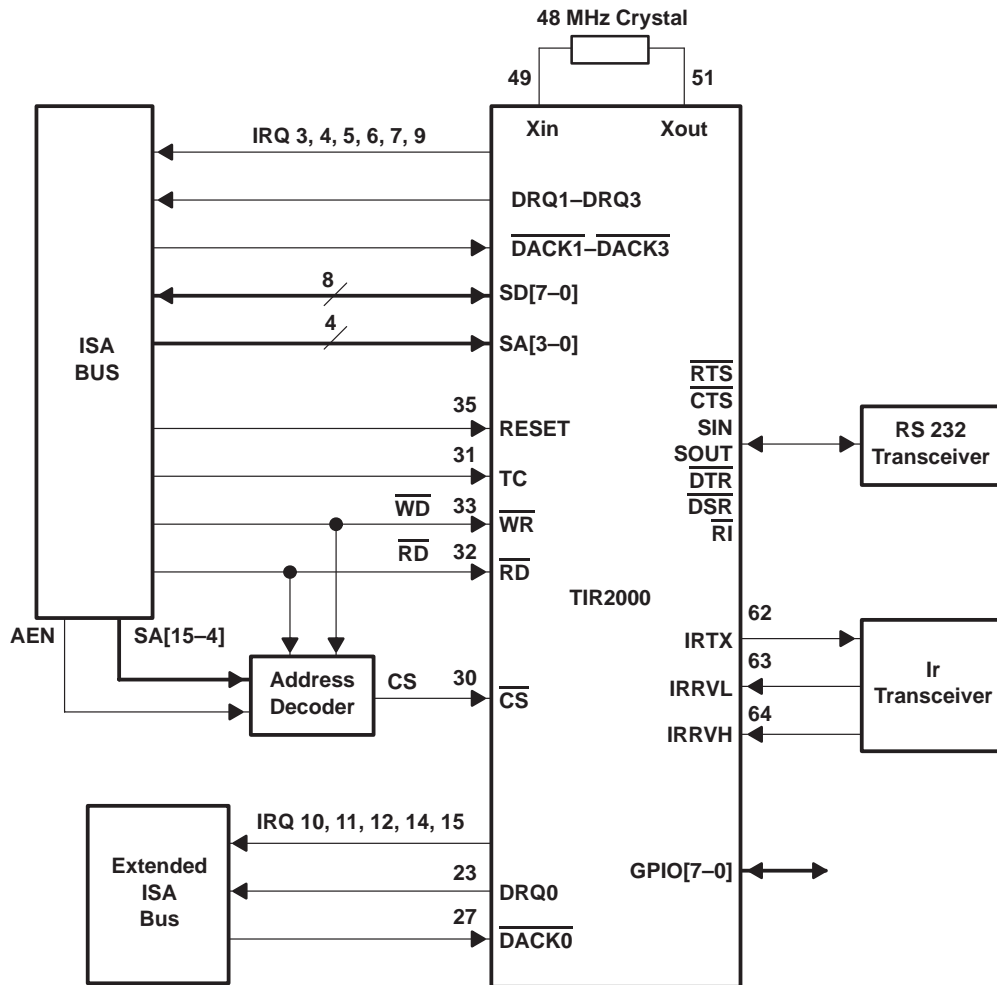 48 MHz Crystal
49
51
Xin
Xout
IRQ 3, 4, 5, 6, 7, 9
DRQ1–DRQ3
DACK1–DACK3
8
SD[7–0]
4
SA[3–0]
ISA
BUS
RTS
CTS
SIN
SOUT
DTR
DSR
RI
RS 232
Transceiver
35
RESET
31
TC
WD
33
WR
RD
32
RD
TIR2000
AEN
SA[15–4]
Address
Decoder
CS
30
CS
62
IRTX
63
IRRVL
64
IRRVH
Ir
Transceiver
IRQ 10, 11, 12, 14, 15
Extended
ISA
Bus
23
DRQ0
27
DACK0
GPIO[7–0]